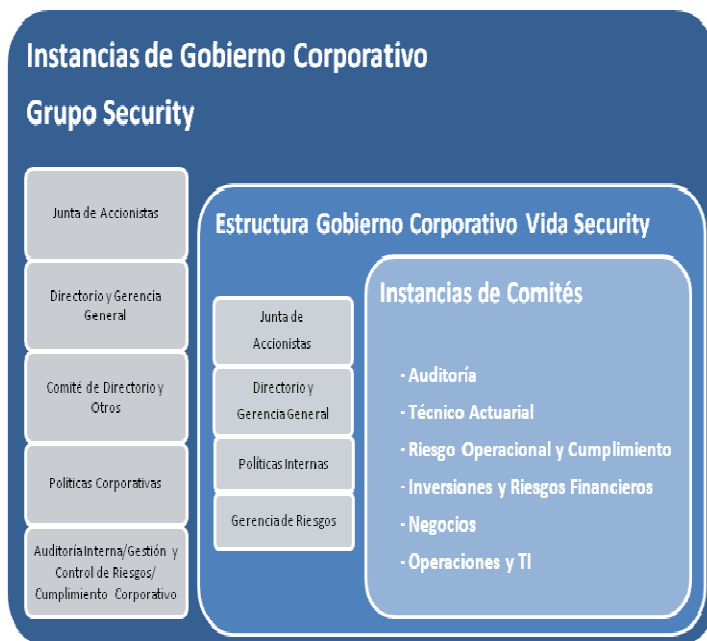 Instancias de Gobierno Corporativo
Grupo Security
Junta de Accionistas
Directorio y Gerencia
General
Comité de Directorio y
Otros
Políticas Corporativas
Auditoría Interna/Gestión y
Control de Riesgos/
Cumplimiento Corporativo
Estructura Gobierno Corporativo Vida Security
Junta de
Accionistas
Directorio y
Gerencia General
Políticas Internas
Gerencia de Riesgos
Instancias de Comités
- Auditoría
- Técnico Actuarial
- Riesgo Operacional y Cumplimiento
- Inversiones y Riesgos Financieros
- Negocios
- Operaciones y TI